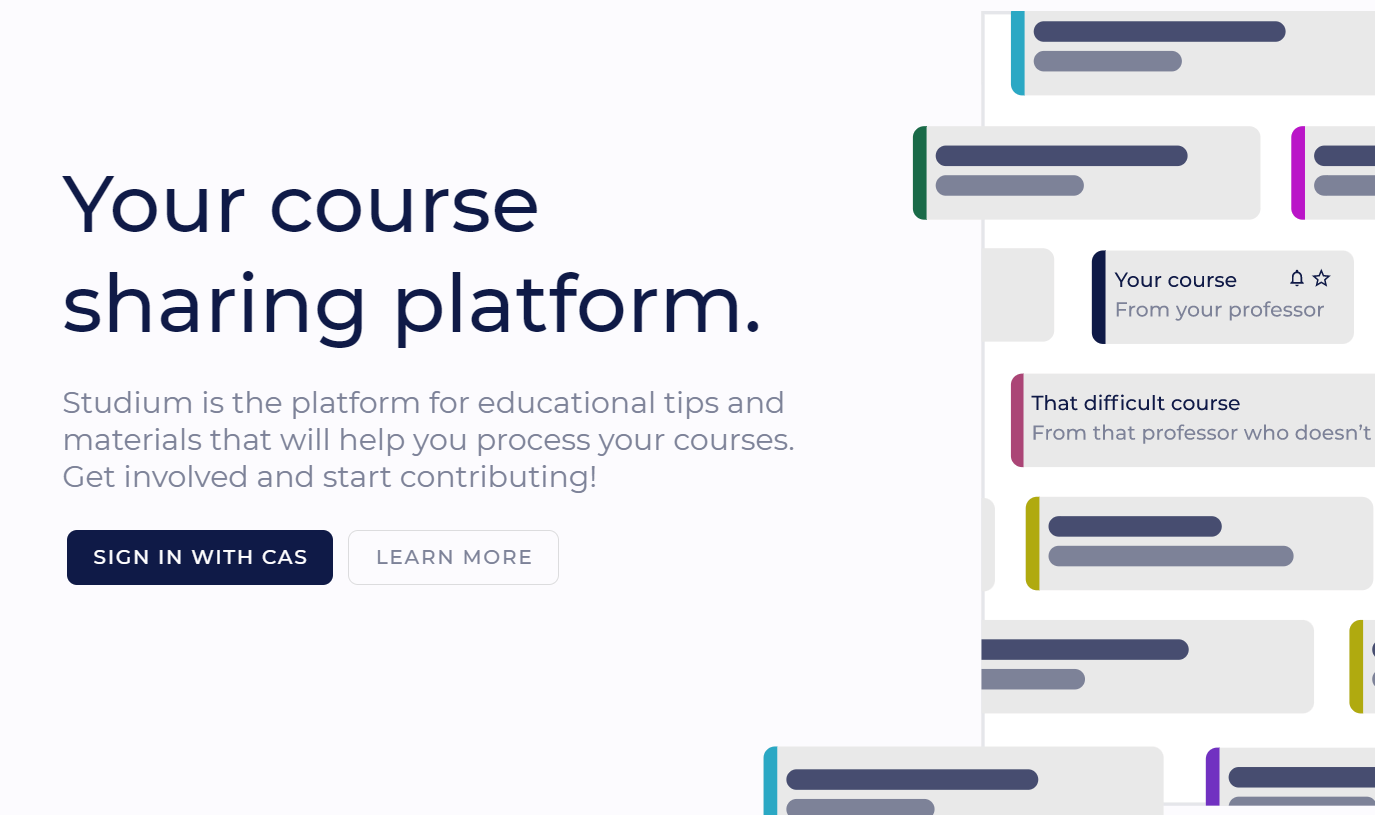 Your course
sharing platform.
Studium is the platform for educational tips and
materials that will help you process your courses.
Get involved and start contributing!
SIGN IN WITH CAS
LEARN MORE
Your course
From your professor
That difficult course
From that professor who doesn’t